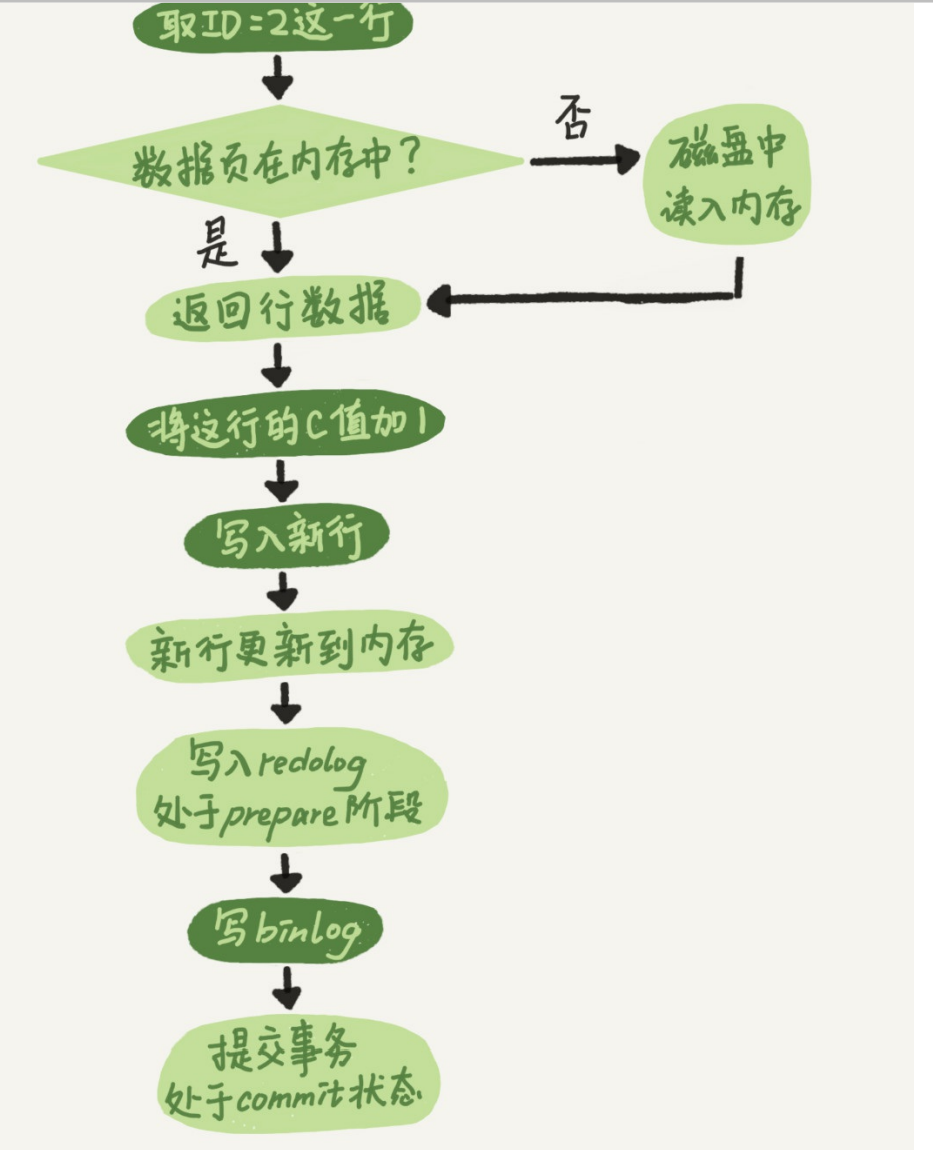 取ID=2这一行
数据页在内存中?
否
磁盘中
读入内存
是
返回行数据
将这行的C值加1
写入新行
新行更新到内存
写入redolog
处于prepare阶段
写binlog
提交事务
处于commit状态